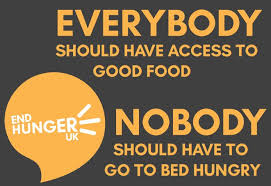 EVERYBODY
SHOULD HAVE ACCESS TO
GOOD FOOD
END
HUNGER
UK
NOBODY
SHOULD HAVE TO
GO TO BED HUNGRY